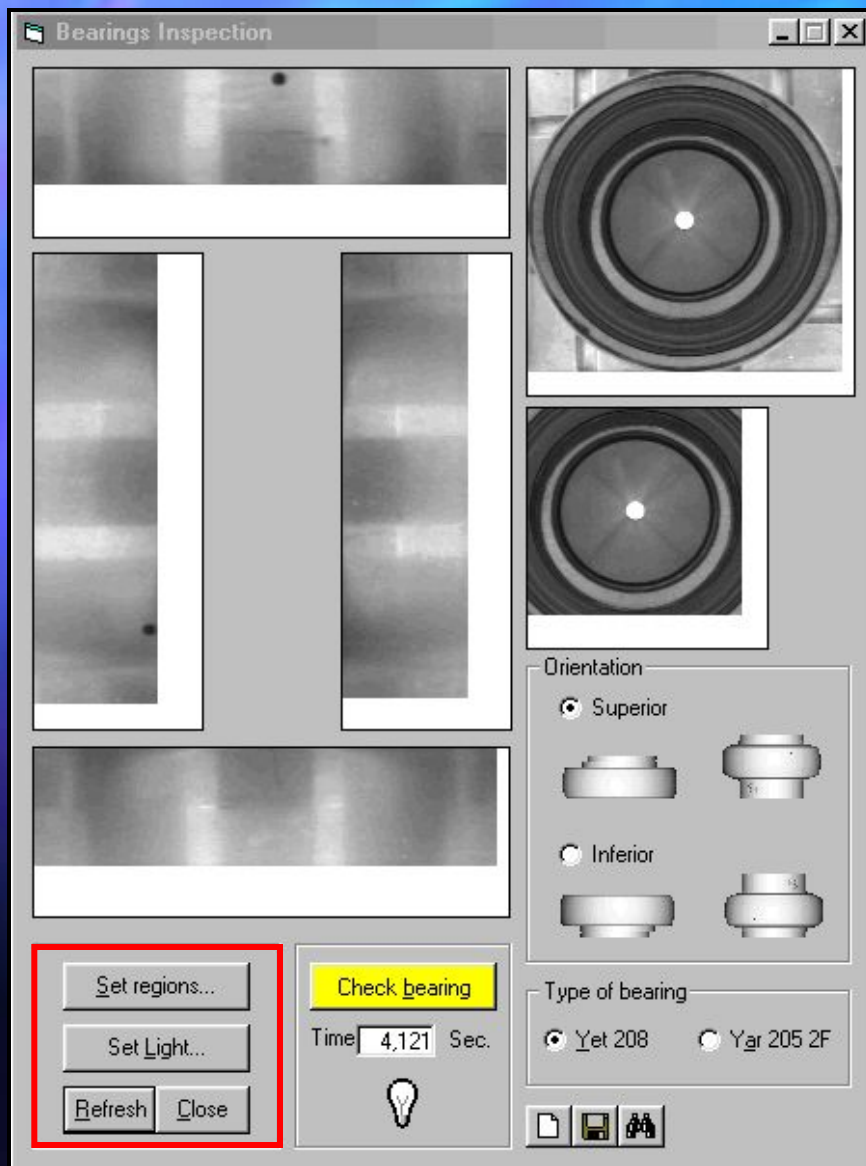 Bearings Inspection
Orientation
Superior
Inferior
Set regions...
Set Light...
Refresh Close
Check bearing
Time 4,121 Sec.
Type of bearing
Yet 208 Yar 205 2F